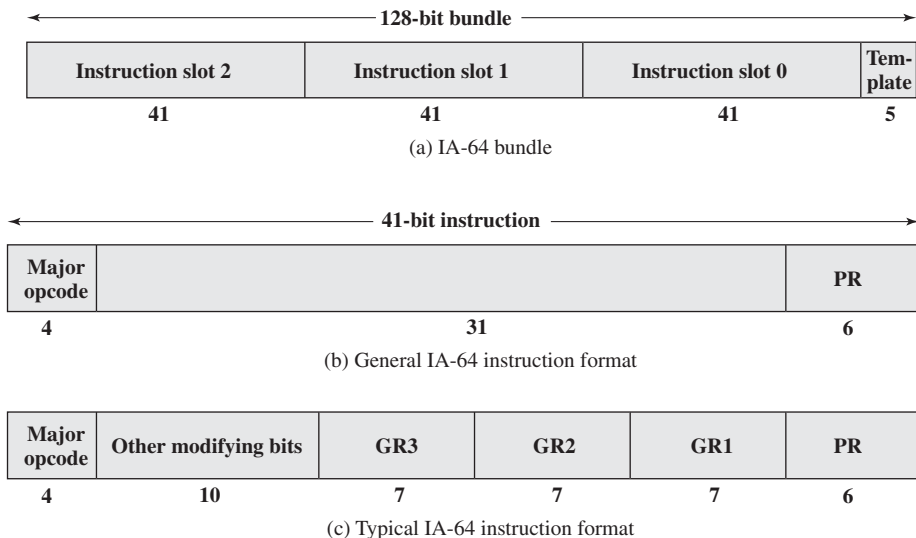 128-bit bundle
Instruction slot 2 Instruction slot 1 Instruction slot 0 Tem-
plate
41 41 41 5
(a) IA-64 bundle
41-bit instruction
Major
opcode PR
4 31 6
(b) General IA-64 instruction format
Major
opcode Other modifying bits GR3 GR2 GR1 PR
4 10 7 7 7 6
(c) Typical IA-64 instruction format